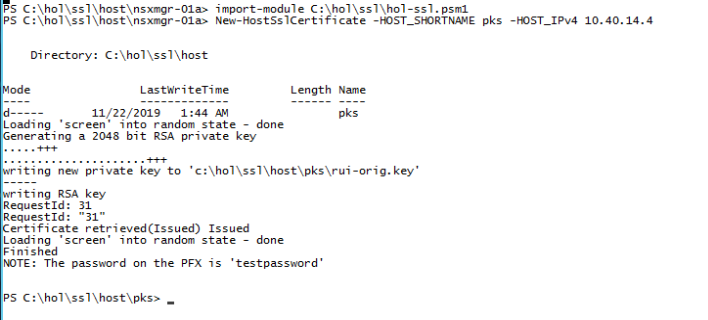 PS C:\hol\ssl\host\nsxmgr-01a> import-module C:\hol\ssl\hol-ssl.psm1
PS C:\hol\ssl\host\nsxmgr-01a> New-HostSslCertificate -HOST_SHORTNAME pks -HOST_IPv4 10.40.14.4
Directory: C:\hol\ssl\host
Mode LastWriteTime Length Name
---- ------------- ------ ----
d----- 11/22/2019 1:44 AM pks
Loading 'screen' into random state - done
Generating a 2048 bit RSA private key
.....+++
......................+++
writing new private key to 'c:\hol\ssl\host\pks\rui-orig.key'
-----
writing RSA key
RequestId: 31
RequestId: "31"
Certificate retrieved(Issued) Issued
Loading 'screen' into random state - done
Finished
NOTE: The password on the PFX is 'testpassword'
PS C:\hol\ssl\host\pks> _